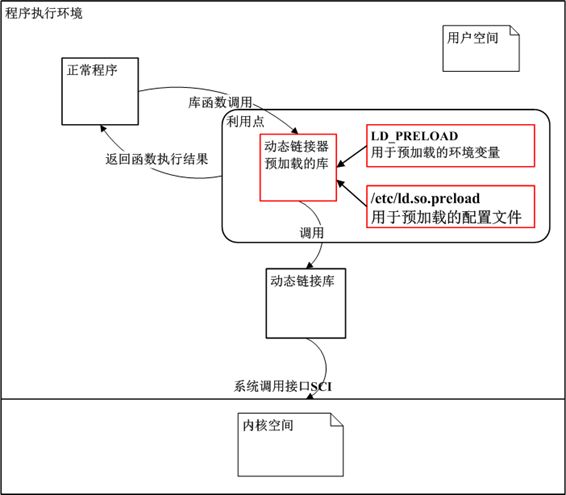 程序执行环境
用户空间
正常程序
库函数调用
利用点
返回函数执行结果
动态链接器
预加载的库
LD_PRELOAD
用于预加载的环境变量
/etc/ld.so.preload
用于预加载的配置文件
调用
动态链接库
系统调用接口SCI
内核空间